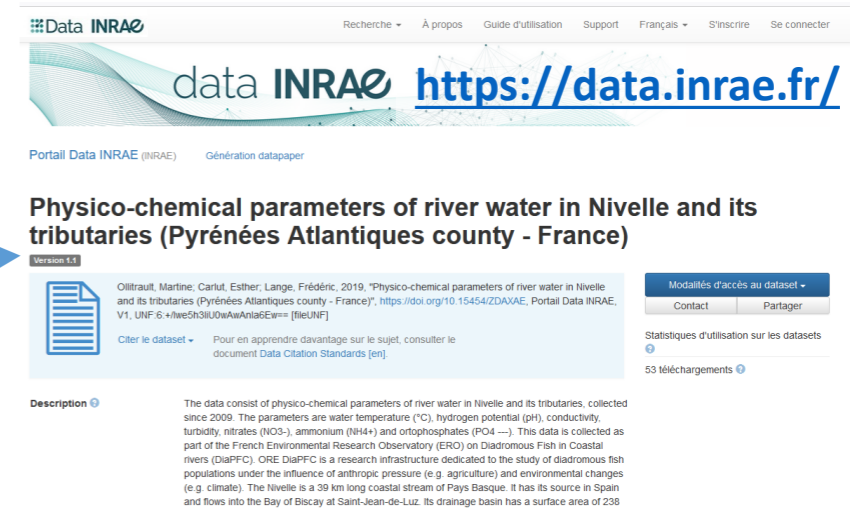 Data INRAE
Recherche À propos Guide d'utilisation Support Français S'inscrire Se connecter
data INRAE https://data.inrae.fr/
Portail Data INRAE (INRAE) Génération datapaper
Physico-chemical parameters of river water in Nivelle and its
tributaries (Pyrénées Atlantiques county - France)
Version 1.1
Ollitrault, Martine; Carlut, Esther; Lange, Frédéric, 2019, "Physico-chemical parameters of river water in Nivelle
and its tributaries (Pyrénées Atlantiques county - France)", https://doi.org/10.15454/ZDAXAE, Portail Data INRAE,
V1, [fileUNF]
Citer le dataset Pour en apprendre davantage sur le sujet, consulter le
document Data Citation Standards [en].
Modalités d'accès au dataset
Contact Partager
Statistiques d'utilisation sur les datasets
?
53 téléchargements ?
Description ? The data consist of physico-chemical parameters of river water in Nivelle and its tributaries, collected
since 2009. The parameters are water temperature (°C), hydrogen potential (pH), conductivity,
turbidity, nitrates (NO3-), ammonium (NH4+) and ortophosphates (PO4 ---). This data is collected as
part of the French Environmental Research Observatory (ERO) on Diadromous Fish in Coastal
rivers (DiaPFC). ORE DiaPFC is a research infrastructure dedicated to the study of diadromous fish
populations under the influence of anthropic pressure (e.g. agriculture) and environmental changes
(e.g. climate). The Nivelle is a 39 km long coastal stream of Pays Basque. It has its source in Spain
and flows into the Bay of Biscay at Saint-Jean-de-Luz. Its drainage basin has a surface area of 238